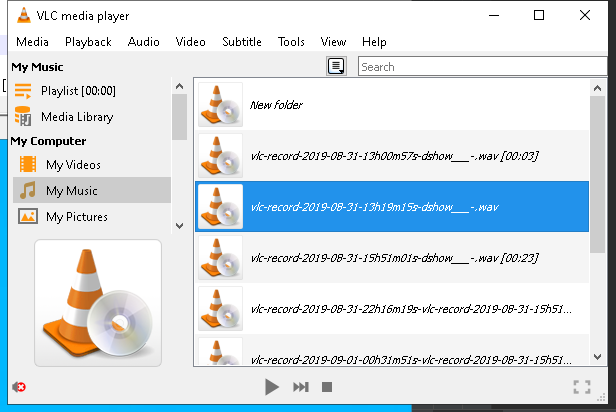 VLC media player
Media Playback Audio Video Subtitle Tools View Help
My Music
Search
Playlist [00:00]
Media Library
My Computer
My Videos
My Music
My Pictures
New folder
vlc-record-2019-08-31-13h00m57s-dshow___-.wav [00:03]
vlc-record-2019-08-31-13h19m15s-dshow___-.wav
vlc-record-2019-08-31-15h51m01s-dshow___-.wav [00:23]
vlc-record-2019-08-31-22h16m19s-vlc-record-2019-08-31-15h51...
vlc-record-2019-09-01-00h31m51s-vlc-record-2019-08-31-15h51...